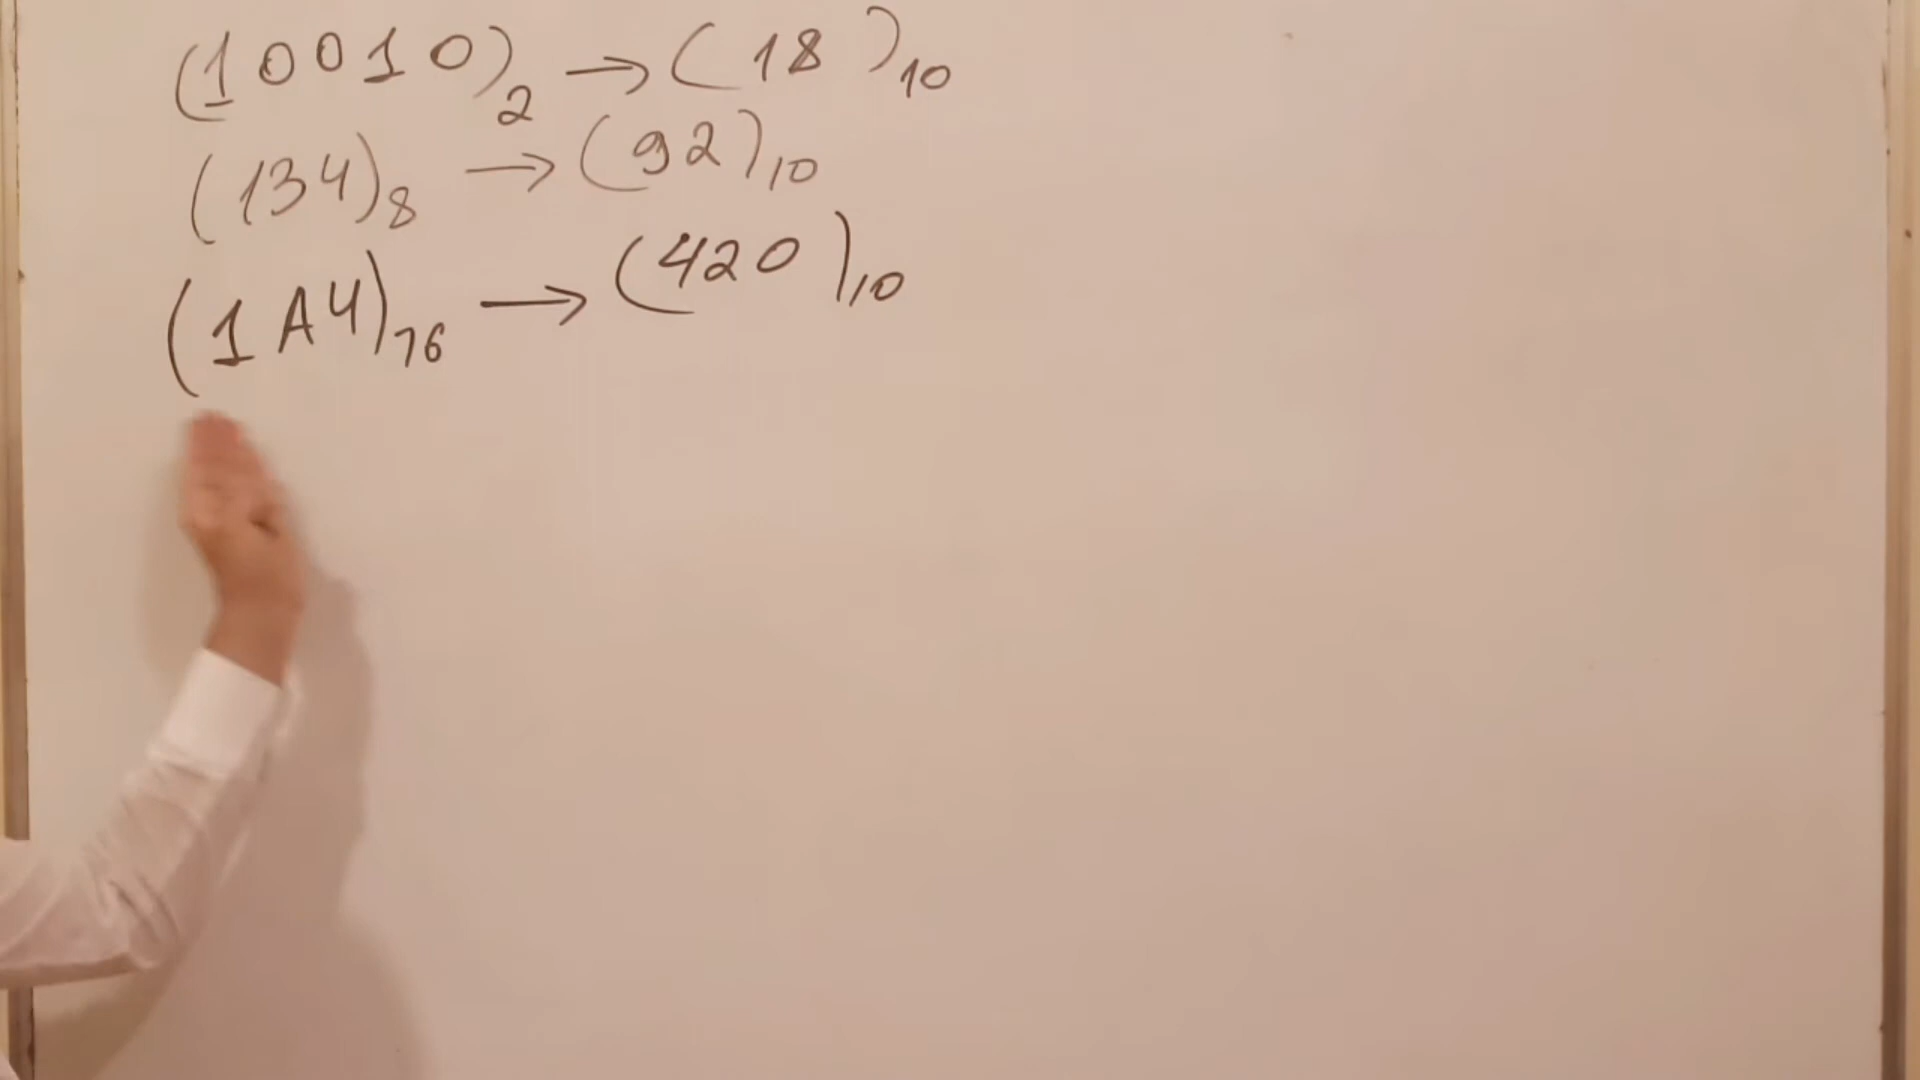 (10010)₂ → (18)₁₀
(134)₈ → (92)₁₀
(1A4)₁₆ → (420)₁₀